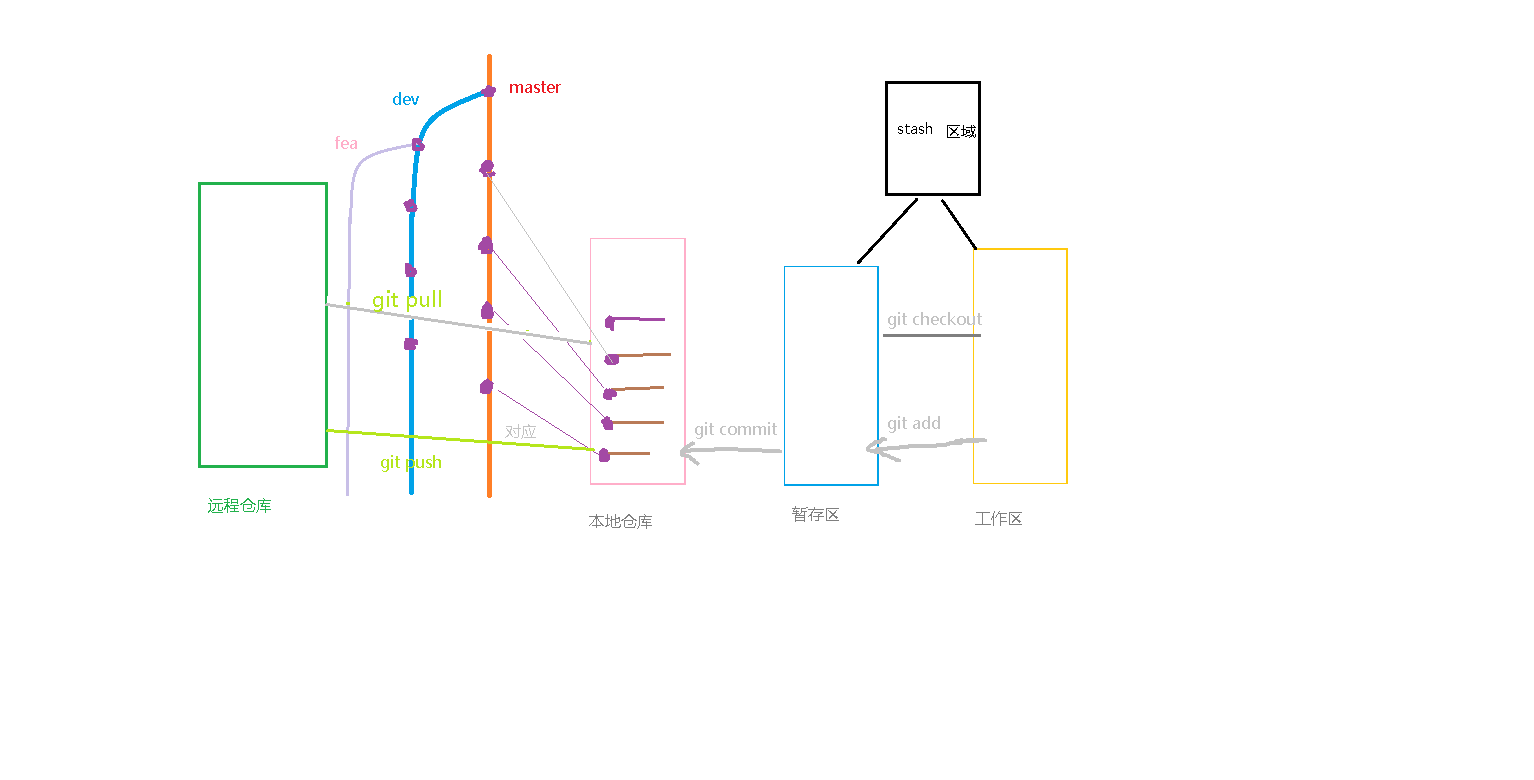 master
dev
fea
stash 区域
git pull
git checkout
git add
git commit
对应
git push
远程仓库
本地仓库
暂存区
工作区